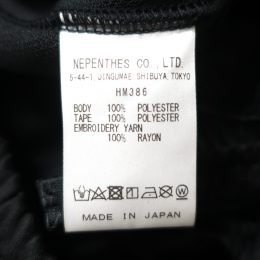 NEPENTHES CO., LTD.
5-44-1, JINGUMAE, SHIBUYA, TOKYO
HM386
BODY 100% POLYESTER
TAPE 100% POLYESTER
EMBROIDERY YARN
100% RAYON
MADE IN JAPAN